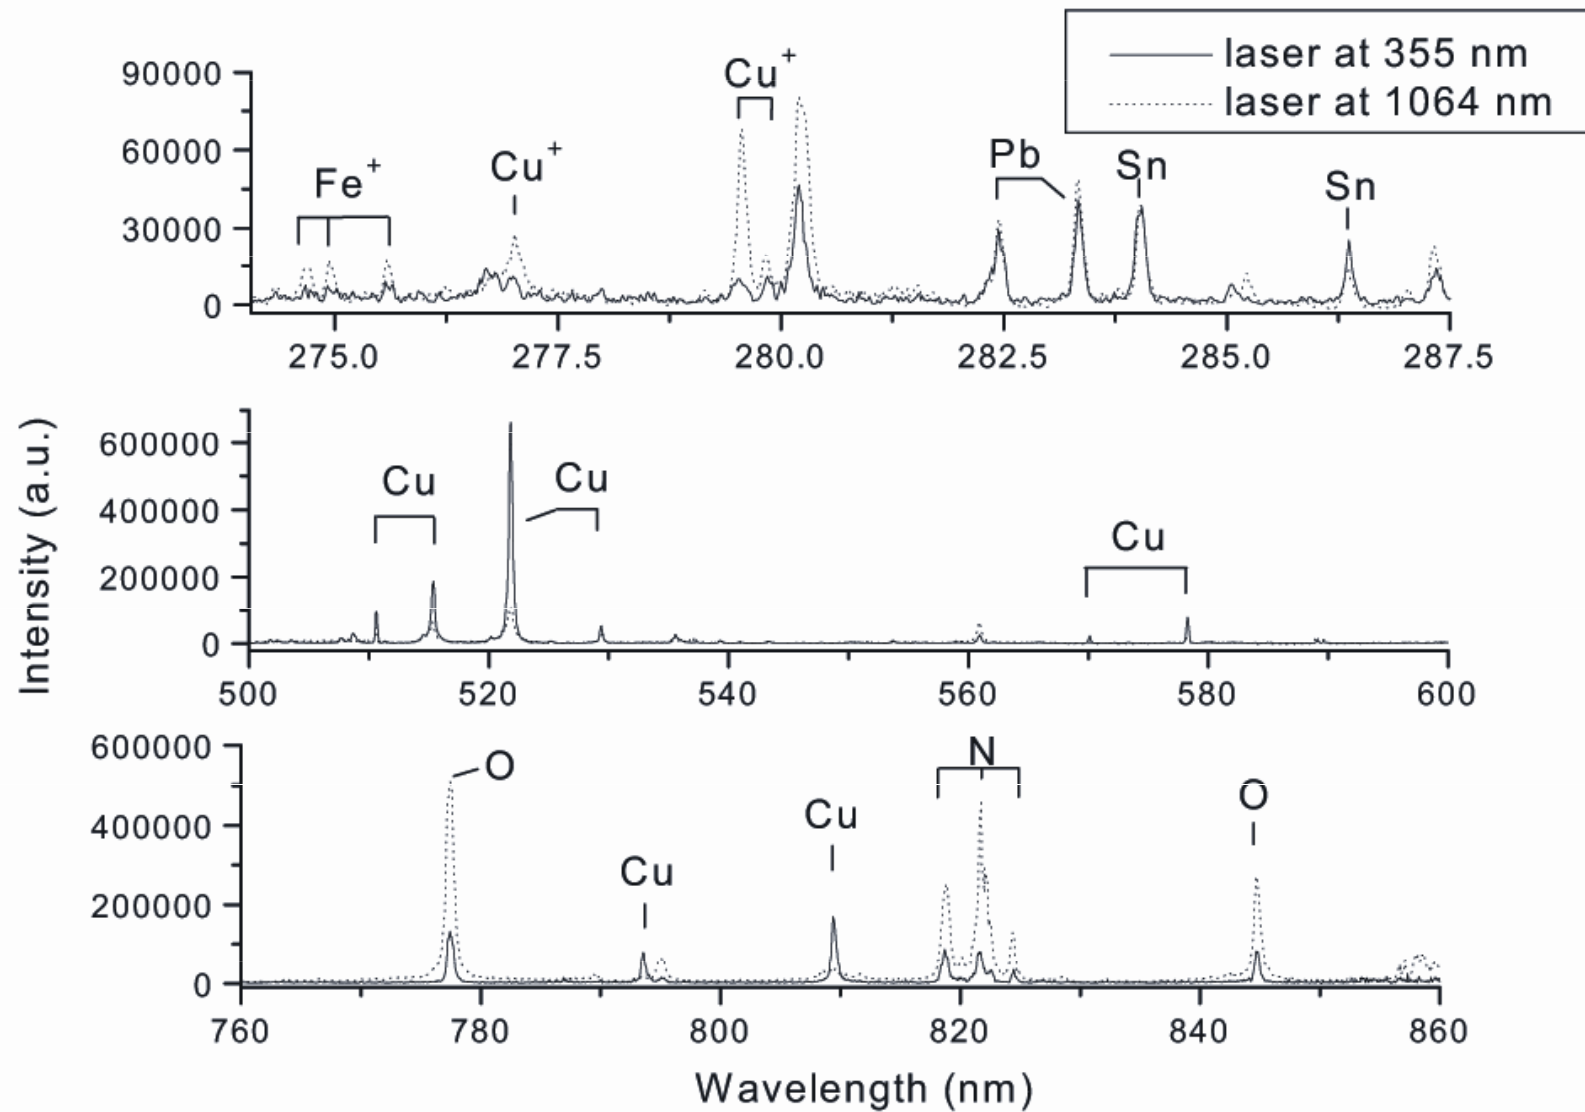 laser at 355 nm
laser at 1064 nm
90000
60000
30000
0
Fe+
Cu+
Cu+
Pb
Sn
Sn
275.0 277.5 280.0 282.5 285.0 287.5
Intensity (a.u.)
600000
400000
200000
0
Cu
Cu
Cu
500 520 540 560 580 600
600000
400000
200000
0
O
Cu
Cu
N
O
760 780 800 820 840 860
Wavelength (nm)